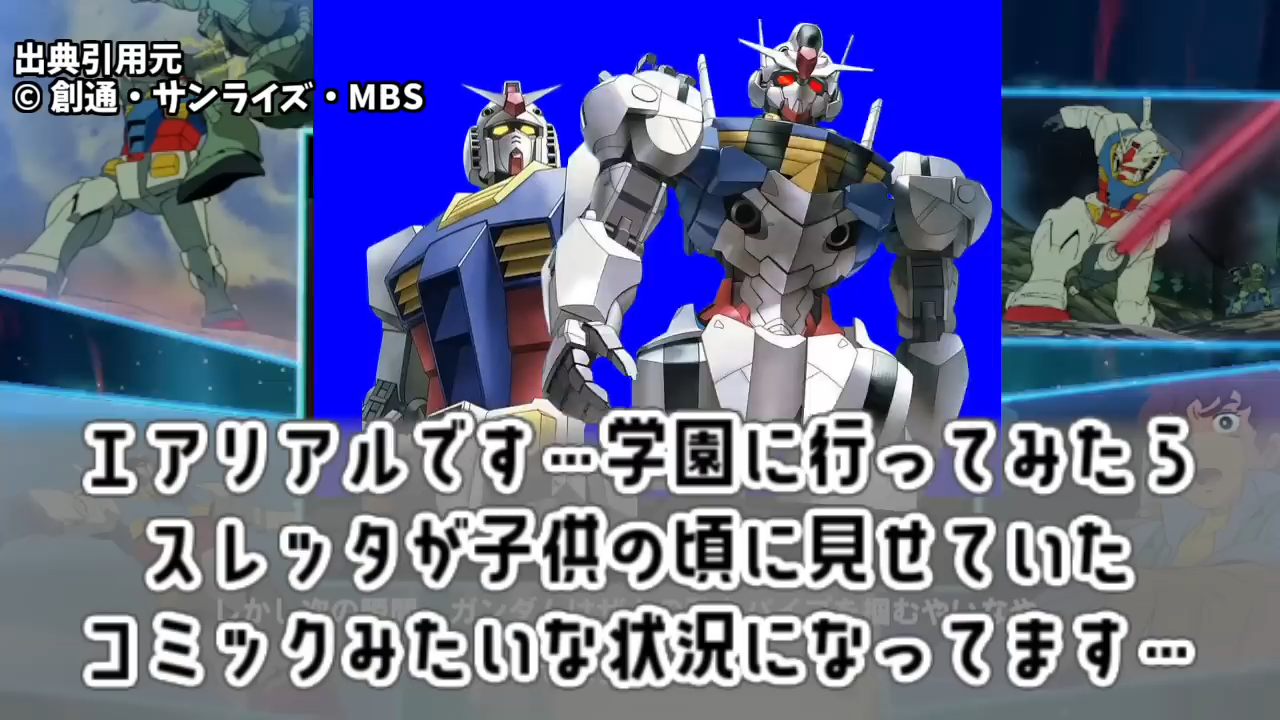 出典引用元
© 創通・サンライズ・MBS
エアリアルです…学園に行ってみたら
スレッタが子供の頃に見せていた
コミックみたいな状況になってます…